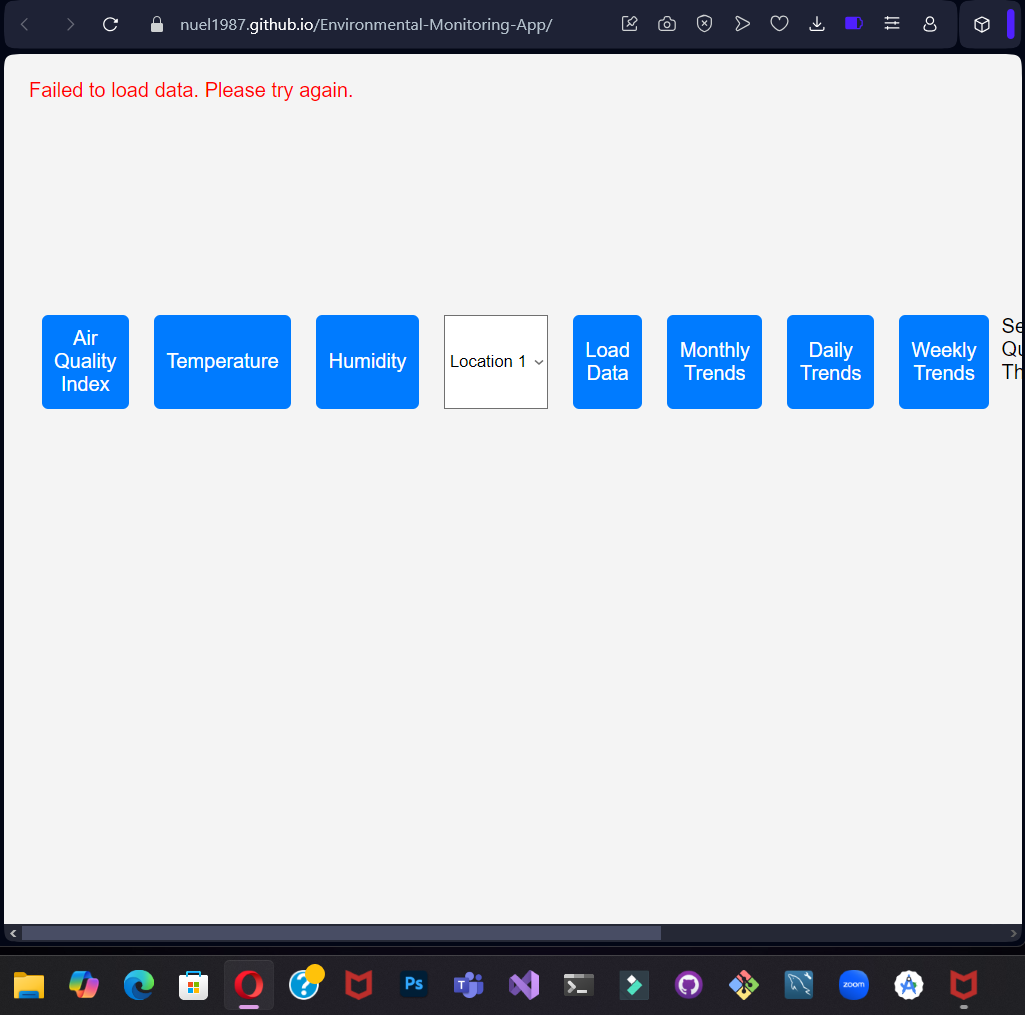 nuel1987.github.io/Environmental-Monitoring-App/
Failed to load data. Please try again.
Air
Quality
Index
Temperature
Humidity
Location 1
Load
Data
Monthly
Trends
Daily
Trends
Weekly
Trends
Se
Qu
Th
Ps
T
zoom